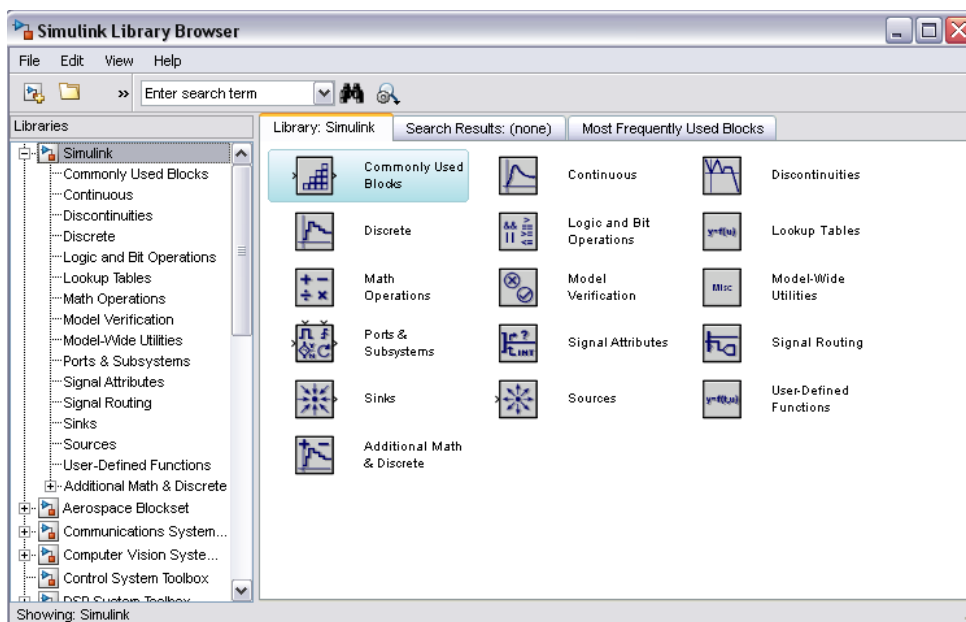 Simulink Library Browser
File Edit View Help
» Enter search term
Libraries
Simulink
Commonly Used Blocks
Continuous
Discontinuities
Discrete
Logic and Bit Operations
Lookup Tables
Math Operations
Model Verification
Model-Wide Utilities
Ports & Subsystems
Signal Attributes
Signal Routing
Sinks
Sources
User-Defined Functions
Additional Math & Discrete
Aerospace Blockset
Communications System...
Computer Vision Syste...
Control System Toolbox
DSP System Toolbox
Library: Simulink Search Results: (none) Most Frequently Used Blocks
Commonly Used
Blocks
Continuous
Discontinuities
Discrete
&& >
|| >=
<=
Logic and Bit
Operations
y=f(u)
Lookup Tables
+ −
÷ ×
Math
Operations
Model
Verification
Misc
Model-Wide
Utilities
Ports &
Subsystems
Signal Attributes
Signal Routing
Sinks
Sources
y=f(t,u)
User-Defined
Functions
Additional Math
& Discrete
Showing: Simulink